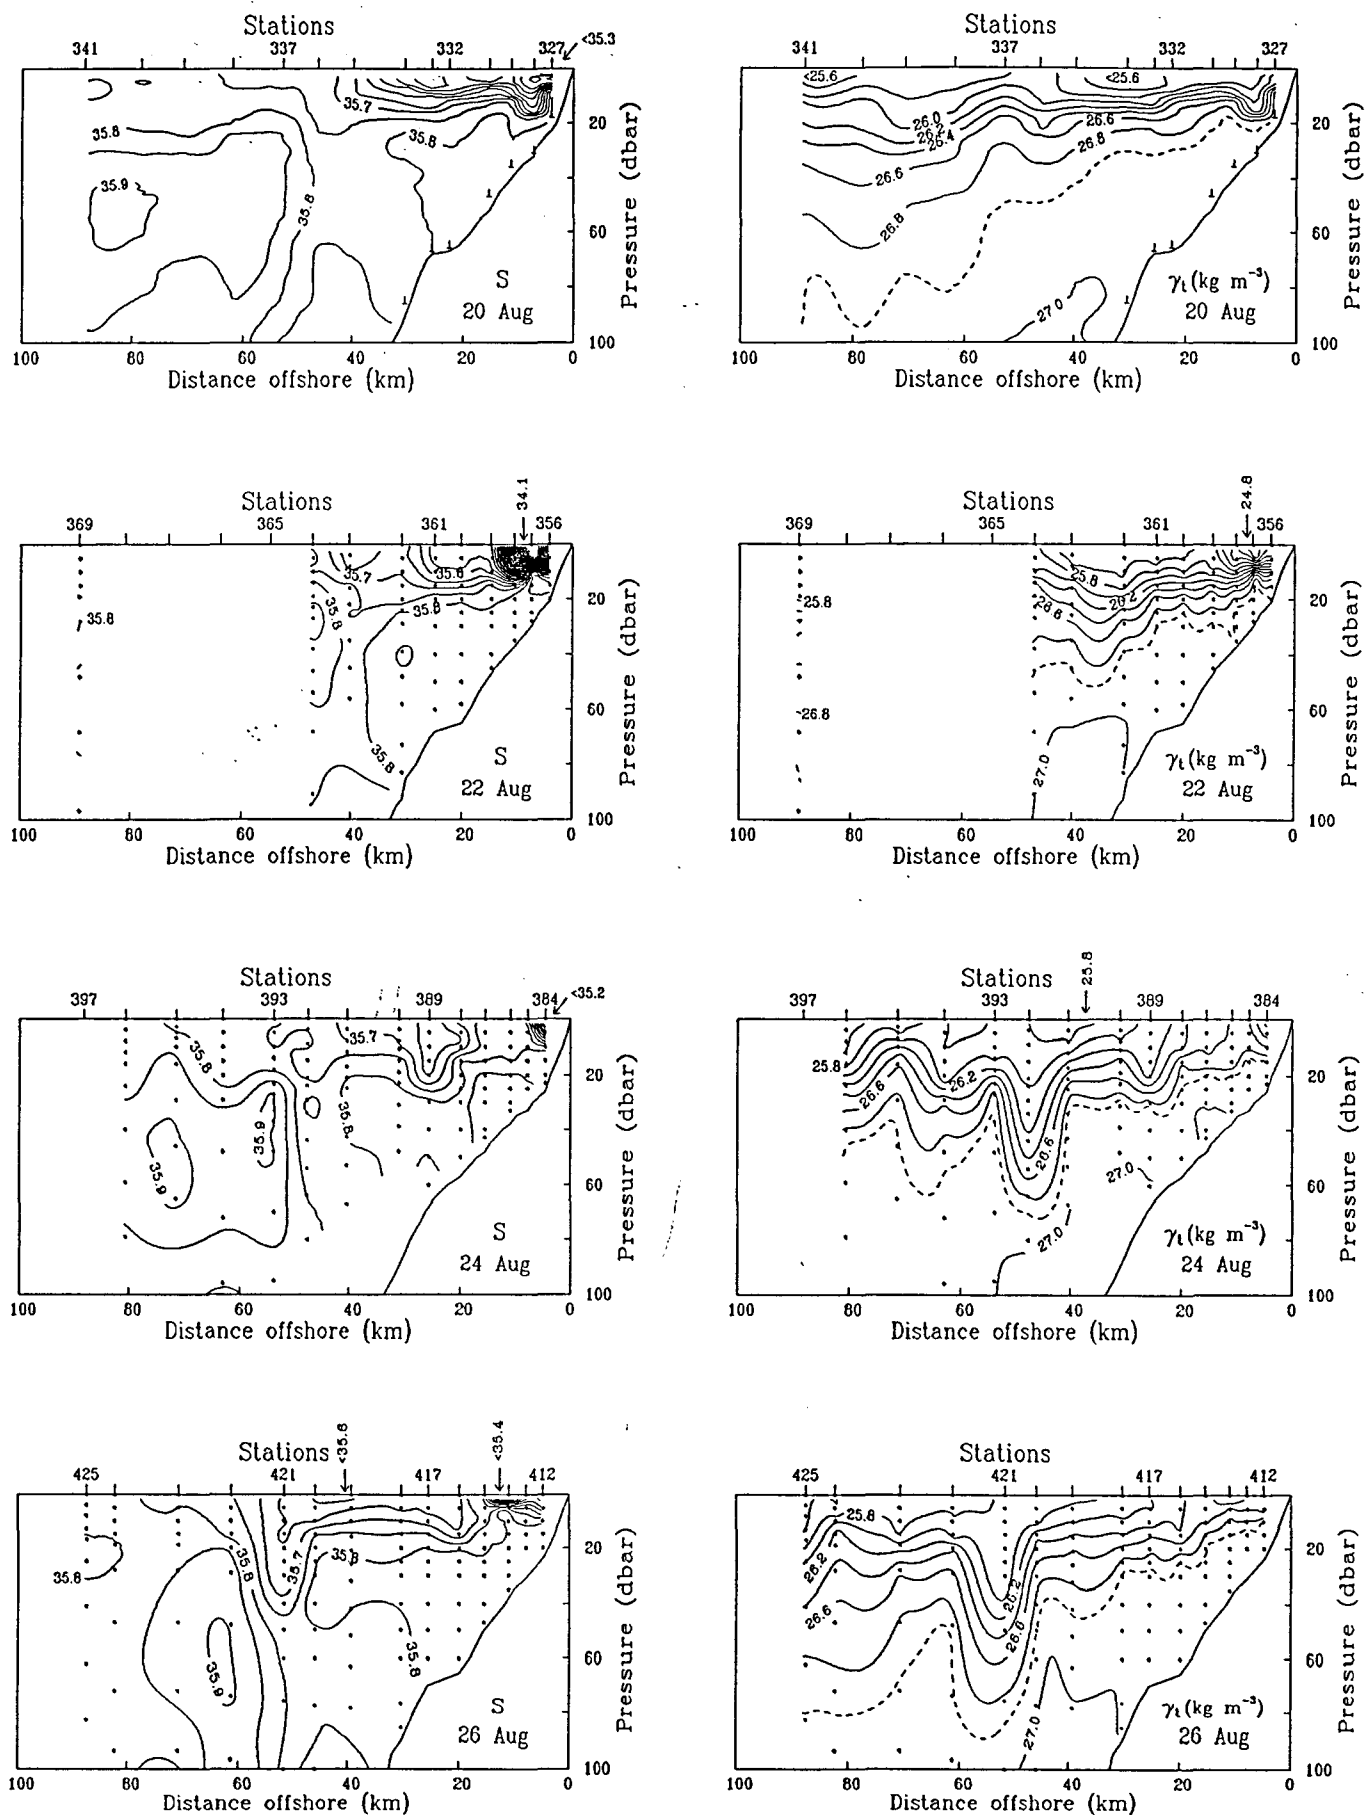 Stations
341 337 332 327 <35.3
35.7
35.8
35.8
35.9
35.8
20
60
100
Pressure (dbar)
S
20 Aug
100 80 60 40 20 0
Distance offshore (km)
Stations
341 337 332 327
<25.6 <25.6
26.0
26.2
26.4
26.6
26.8
26.6
26.8
27.0
20
60
100
Pressure (dbar)
γt(kg m⁻³)
20 Aug
100 80 60 40 20 0
Distance offshore (km)
34.1
Stations
369 365 361 356
35.7
35.8
35.8
35.8
35.8
20
60
100
Pressure (dbar)
S
22 Aug
100 80 60 40 20 0
Distance offshore (km)
24.8
Stations
369 365 361 356
25.8
25.8
26.2
26.8
27.0
20
60
100
Pressure (dbar)
γt(kg m⁻³)
22 Aug
100 80 60 40 20 0
Distance offshore (km)
Stations
397 393 389 384 <35.2
35.7
35.8
35.9
35.8
35.9
20
60
100
Pressure (dbar)
S
24 Aug
100 80 60 40 20 0
Distance offshore (km)
25.8
Stations
397 393 389 384
25.8
26.6
26.2
26.6
27.0
27.0
20
60
100
Pressure (dbar)
γt(kg m⁻³)
24 Aug
100 80 60 40 20 0
Distance offshore (km)
<35.4
Stations
425 421 417 412
35.8
35.7
35.8
35.8
35.8
35.9
20
60
100
Pressure (dbar)
S
26 Aug
100 80 60 40 20 0
Distance offshore (km)
Stations
425 421 417 412
25.8
26.2
26.2
26.6
27.0
20
60
100
Pressure (dbar)
γt(kg m⁻³)
26 Aug
100 80 60 40 20 0
Distance offshore (km)